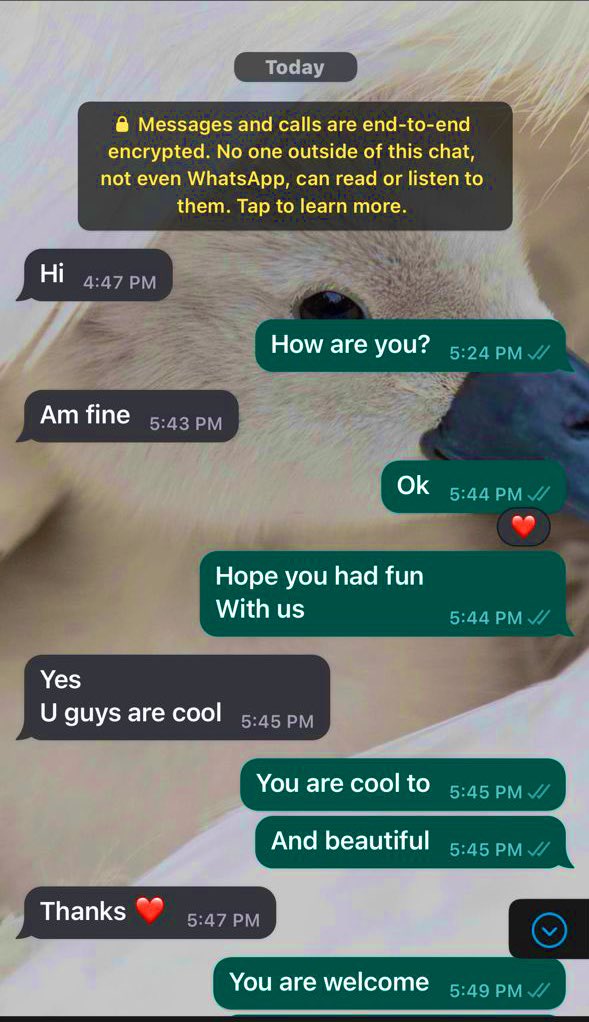 Today
🔒 Messages and calls are end-to-end
encrypted. No one outside of this chat,
not even WhatsApp, can read or listen to
them. Tap to learn more.
Hi 4:47 PM
How are you? 5:24 PM
Am fine 5:43 PM
Ok 5:44 PM
❤️
Hope you had fun
With us 5:44 PM
Yes
U guys are cool 5:45 PM
You are cool to 5:45 PM
And beautiful 5:45 PM
Thanks ❤️ 5:47 PM
You are welcome 5:49 PM